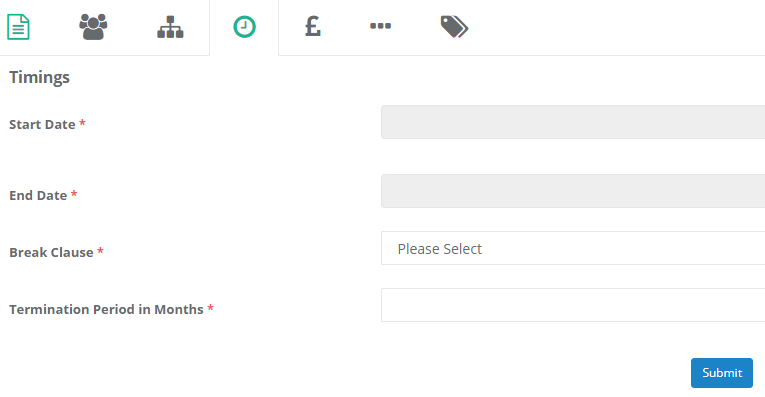 £
Timings
Start Date *
End Date *
Break Clause *
Please Select
Termination Period in Months *
Submit